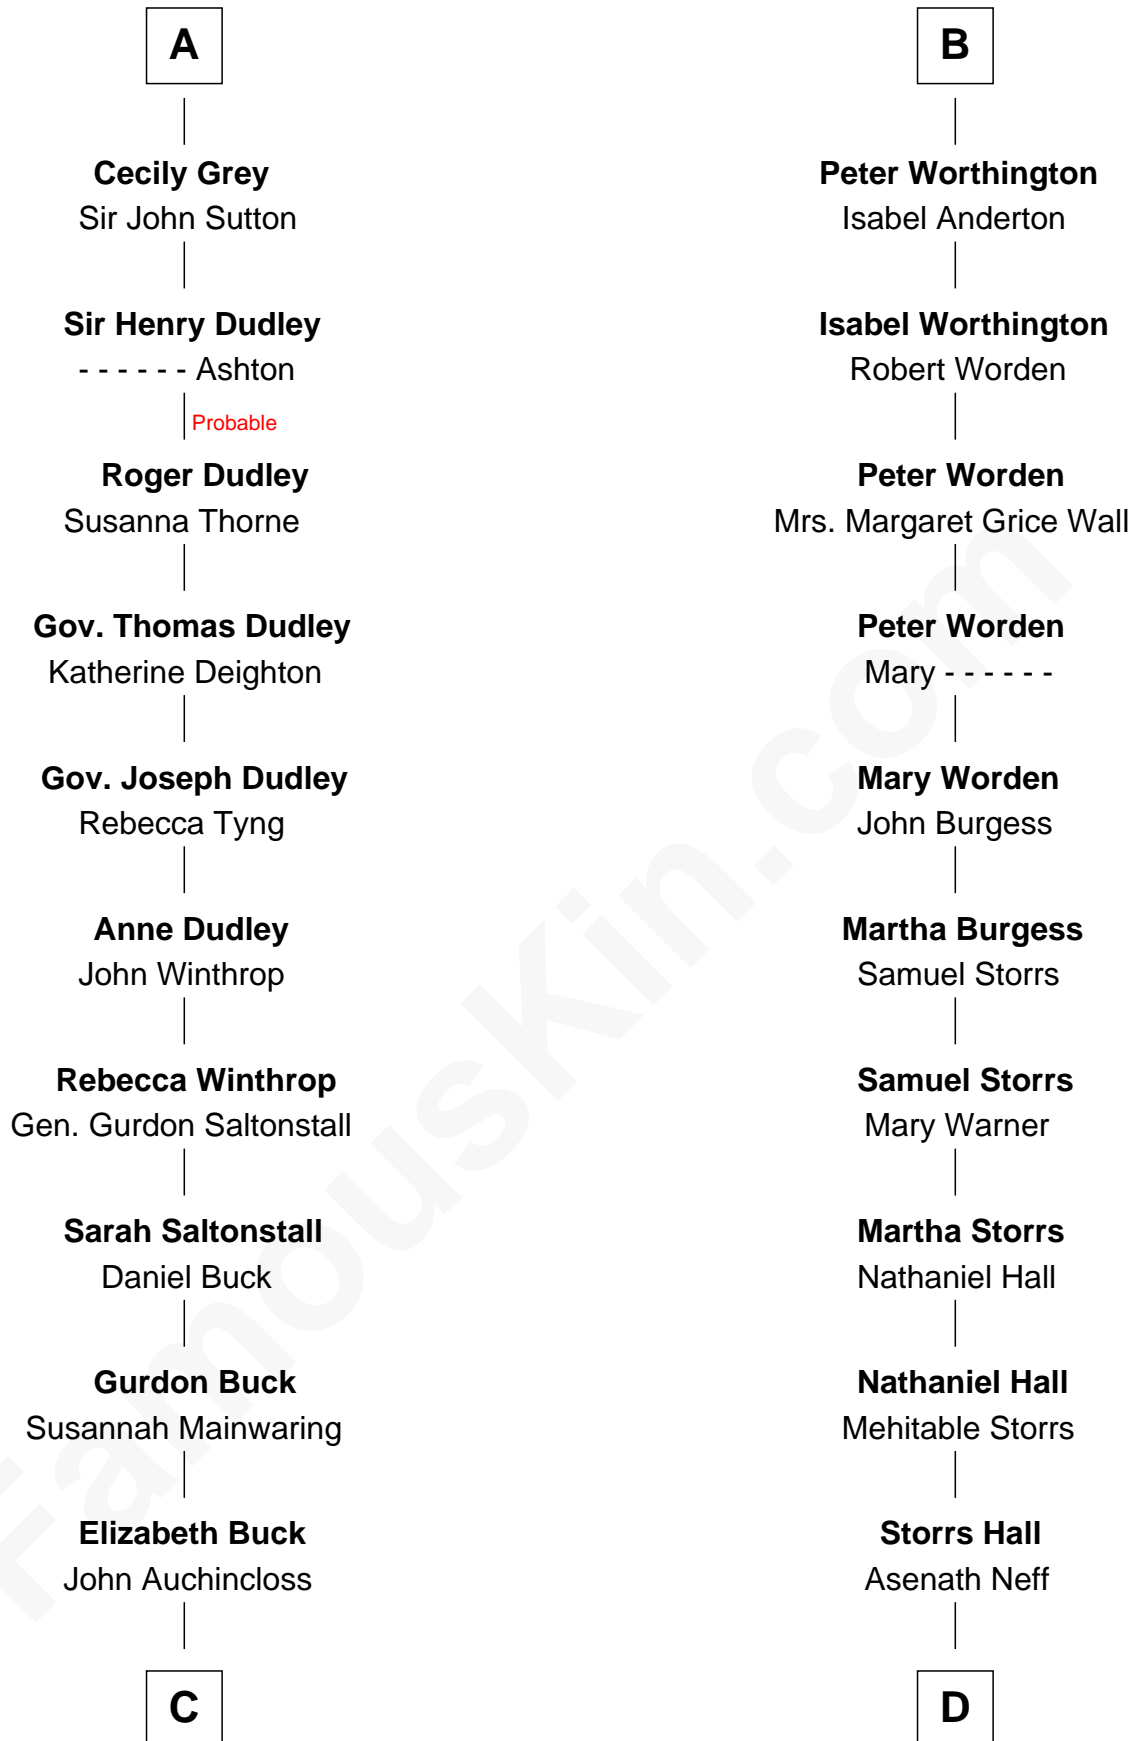 A
Cecily Grey
Sir John Sutton
Sir Henry Dudley
- - - - - - Ashton
Probable
Roger Dudley
Susanna Thorne
Gov. Thomas Dudley
Katherine Deighton
Gov. Joseph Dudley
Rebecca Tyng
Anne Dudley
John Winthrop
Rebecca Winthrop
Gen. Gurdon Saltonstall
Sarah Saltonstall
Daniel Buck
Gurdon Buck
Susannah Mainwaring
Elizabeth Buck
John Auchincloss
C
B
Peter Worthington
Isabel Anderton
Isabel Worthington
Robert Worden
Peter Worden
Mrs. Margaret Grice Wall
Peter Worden
Mary - - - - - -
Mary Worden
John Burgess
Martha Burgess
Samuel Storrs
Samuel Storrs
Mary Warner
Martha Storrs
Nathaniel Hall
Nathaniel Hall
Mehitable Storrs
Storrs Hall
Asenath Neff
D
FamousKin.com